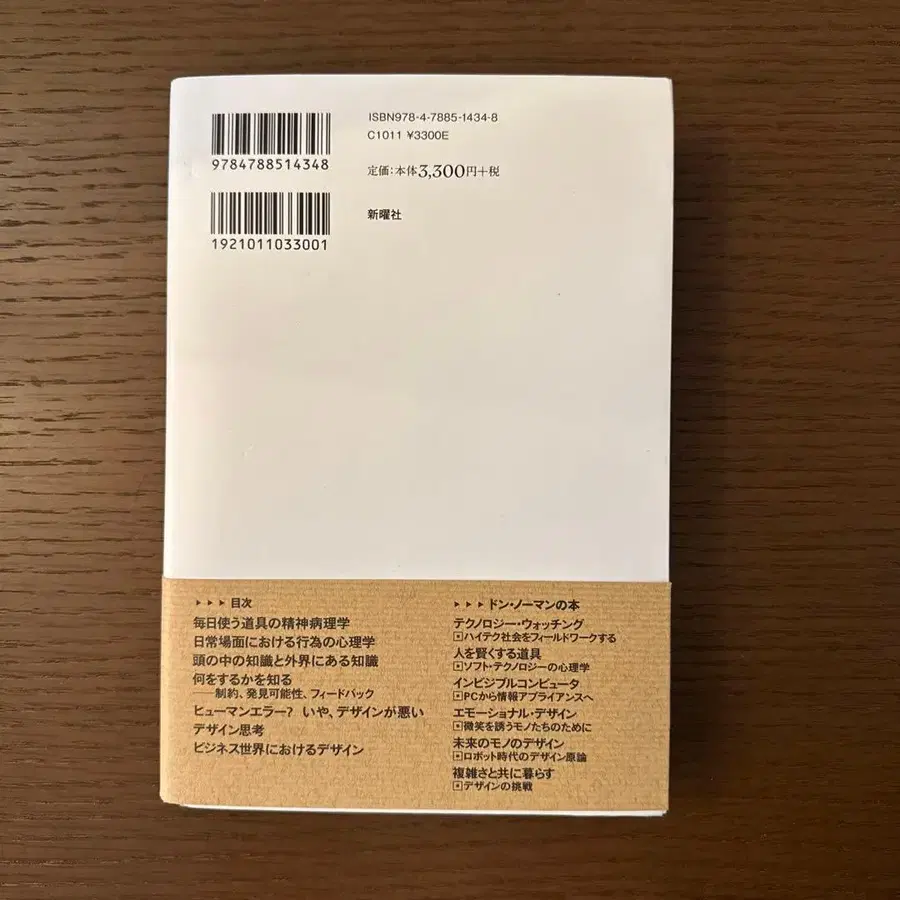 ISBN978-4-7885-1434-8
C1011 ¥3300E
9784788514348
定価：本体3,300円＋税
新曜社
1921011033001
▶ ▶ ▶ 目次
毎日使う道具の精神病理学
日常場面における行為の心理学
頭の中の知識と外界にある知識
何をするかを知る
――制約、発見可能性、フィードバック
ヒューマンエラー？ いや、デザインが悪い
デザイン思考
ビジネス世界におけるデザイン
▶ ▶ ▶ ドン・ノーマンの本
テクノロジー・ウォッチング
ハイテク社会をフィールドワークする
人を賢くする道具
ソフト・テクノロジーの心理学
インビジブルコンピュータ
PCから情報アプライアンスへ
エモーショナル・デザイン
微笑を誘うモノたちのために
未来のモノのデザイン
ロボット時代のデザイン原論
複雑さと共に暮らす
デザインの挑戦